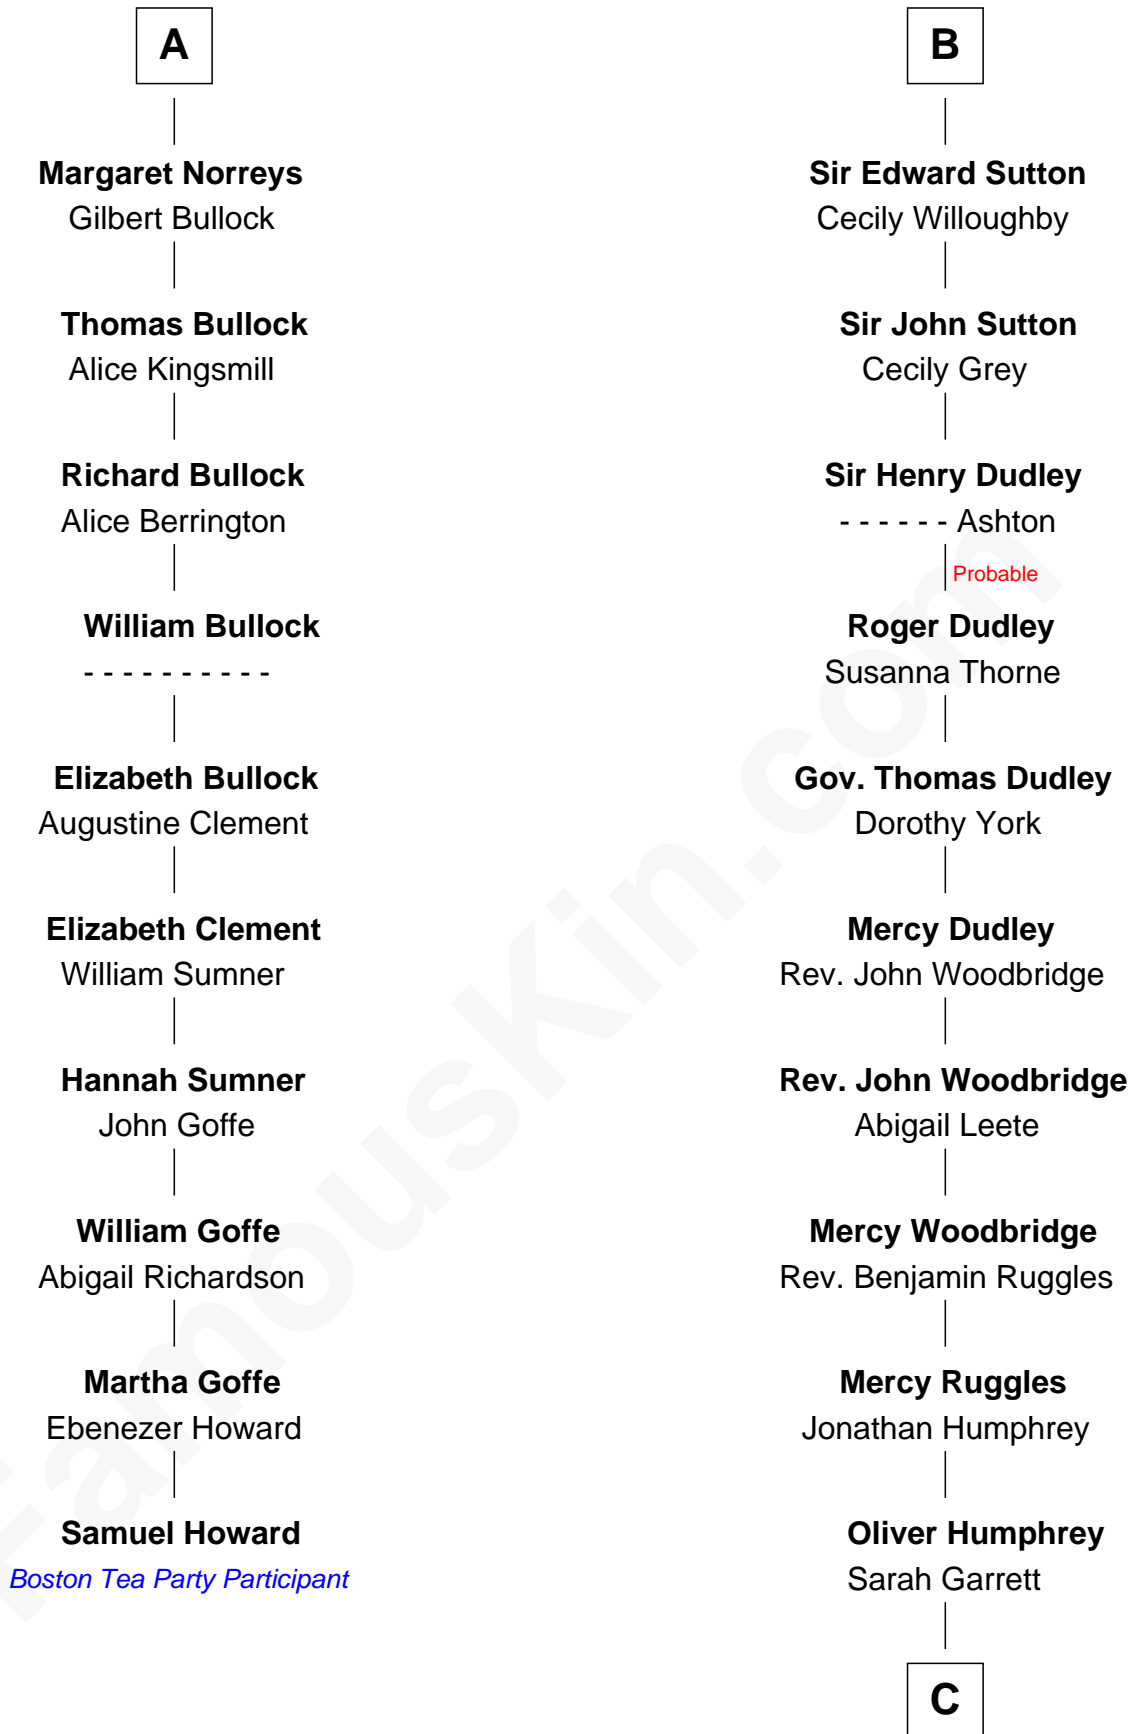 A
Margaret Norreys
Gilbert Bullock
Thomas Bullock
Alice Kingsmill
Richard Bullock
Alice Berrington
William Bullock
- - - - - - - - - -
Elizabeth Bullock
Augustine Clement
Elizabeth Clement
William Sumner
Hannah Sumner
John Goffe
William Goffe
Abigail Richardson
Martha Goffe
Ebenezer Howard
Samuel Howard
Boston Tea Party Participant
B
Sir Edward Sutton
Cecily Willoughby
Sir John Sutton
Cecily Grey
Sir Henry Dudley
- - - - - - Ashton
Probable
Roger Dudley
Susanna Thorne
Gov. Thomas Dudley
Dorothy York
Mercy Dudley
Rev. John Woodbridge
Rev. John Woodbridge
Abigail Leete
Mercy Woodbridge
Rev. Benjamin Ruggles
Mercy Ruggles
Jonathan Humphrey
Oliver Humphrey
Sarah Garrett
C
FamousKin.com